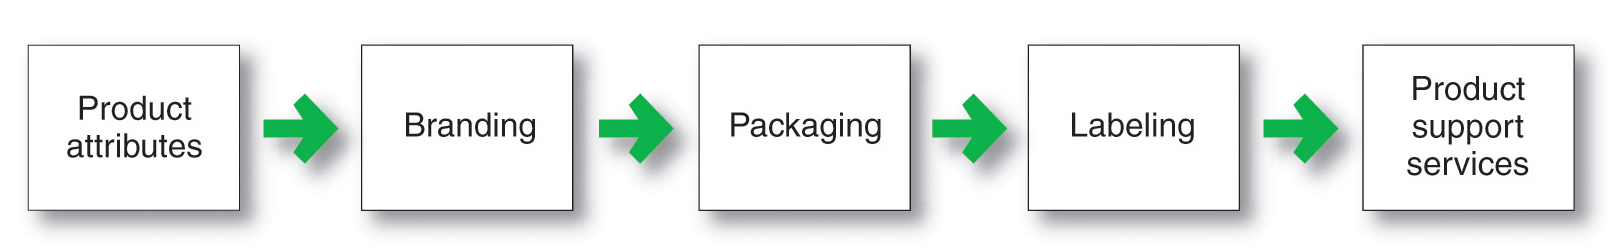 Product
attributes
Branding
Packaging
Labeling
Product
support
services